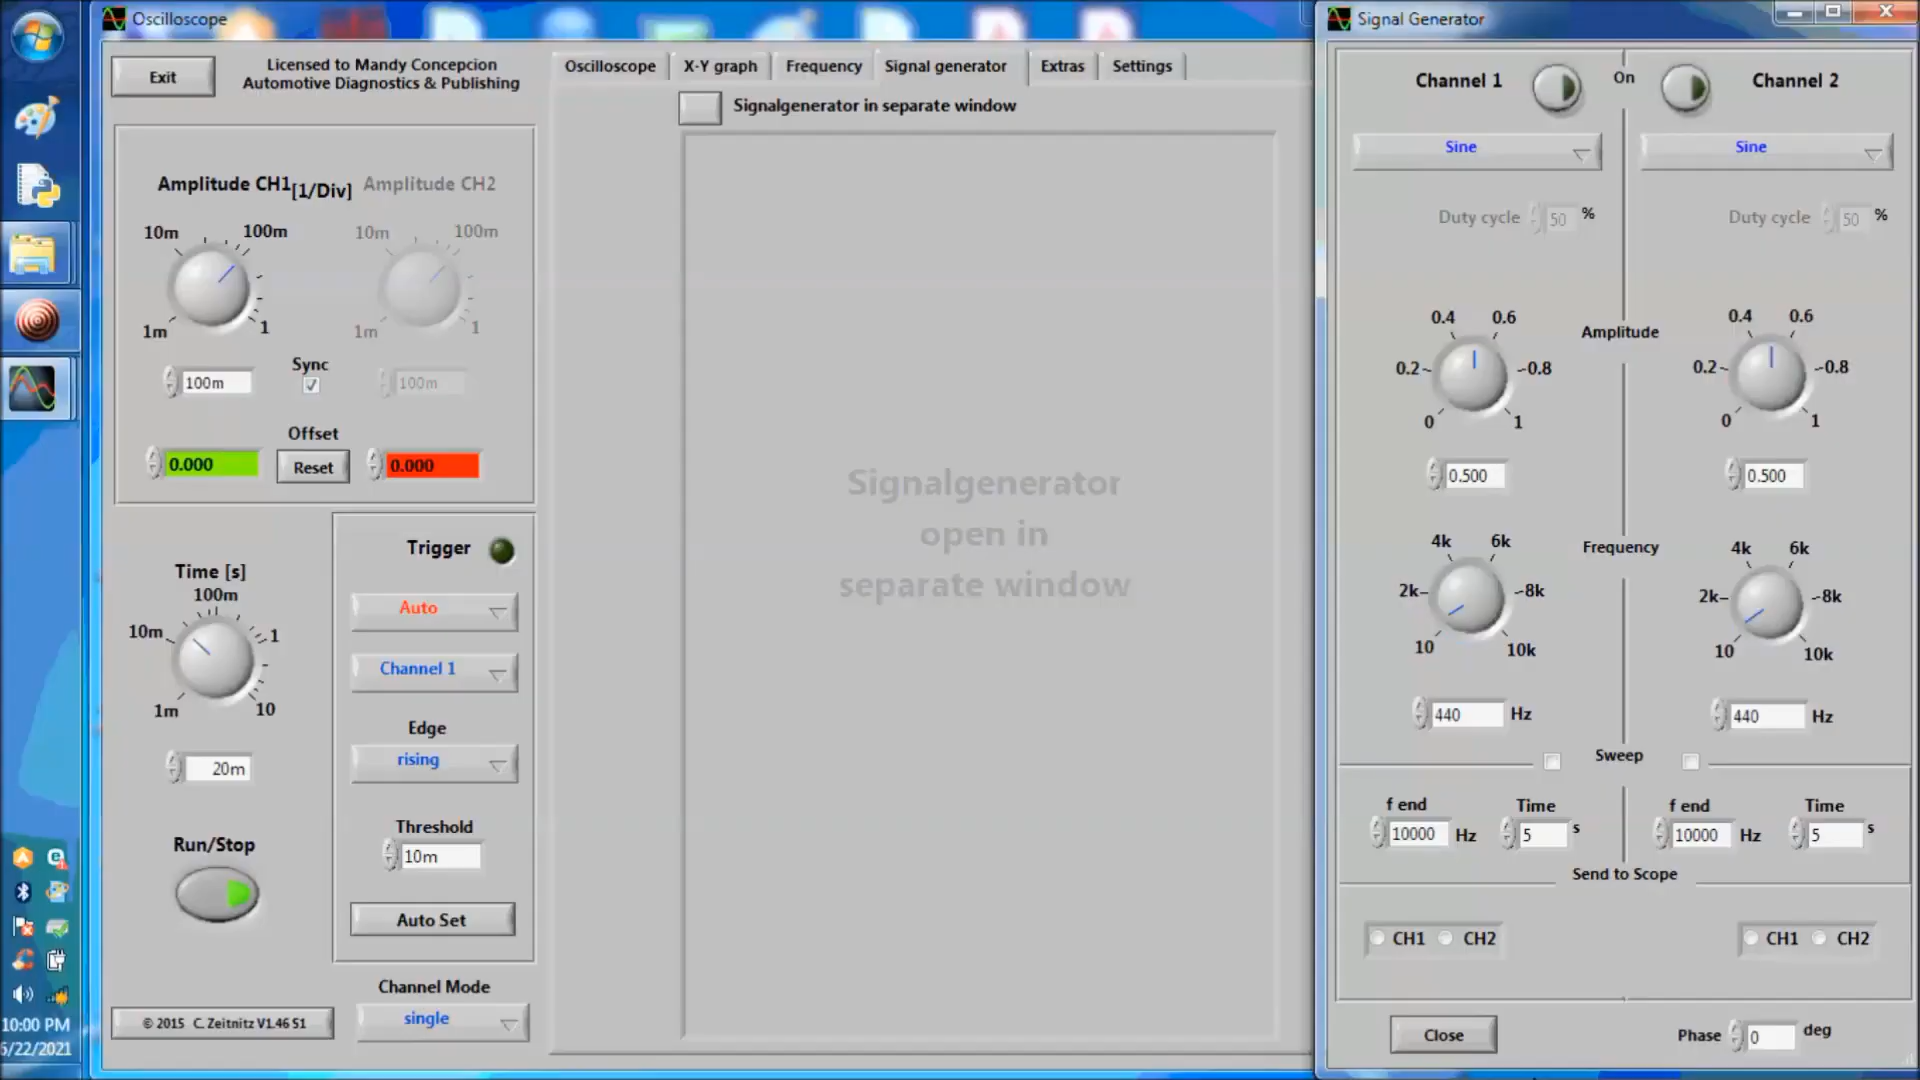 Oscilloscope
Exit
Licensed to Mandy Concepcion
Automotive Diagnostics & Publishing
Amplitude CH1
[1/Div]
Amplitude CH2
10m
100m
1m
1
10m
100m
1m
1
100m
Sync
100m
Offset
0.000
Reset
0.000
Time [s]
100m
10m
1
1m
10
20m
Run/Stop
Trigger
Auto
Channel 1
Edge
rising
Threshold
10m
Auto Set
Channel Mode
single
© 2015 C. Zeitnitz V1.46 S1
Oscilloscope
X-Y graph
Frequency
Signal generator
Extras
Settings
Signalgenerator in separate window
Signalgenerator
open in
separate window
Signal Generator
Channel 1
On
Channel 2
Sine
Sine
Duty cycle 50 %
Duty cycle 50 %
Amplitude
0.4
0.6
0.2
0.8
0
1
0.4
0.6
0.2
0.8
0
1
0.500
0.500
Frequency
4k
6k
2k
8k
10
10k
4k
6k
2k
8k
10
10k
440 Hz
440 Hz
Sweep
f end
Time
10000 Hz
5 s
f end
Time
10000 Hz
5 s
Send to Scope
CH1 CH2
CH1 CH2
Close
Phase 0 deg
10:00 PM
6/22/2021